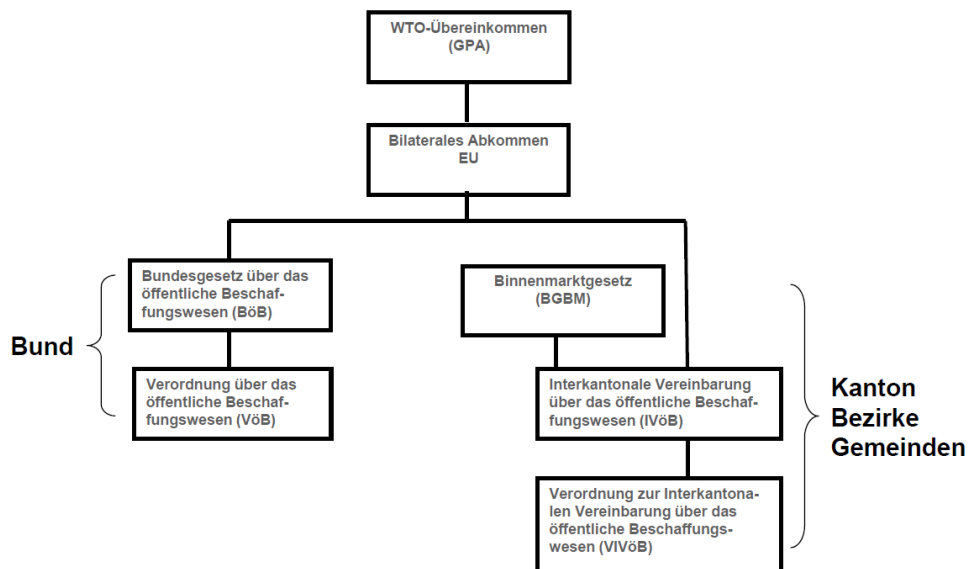 WTO-Übereinkommen
(GPA)
Bilaterales Abkommen
EU
Bundesgesetz über das
öffentliche Beschaf-
fungswesen (BöB)
Binnenmarktgesetz
(BGBM)
Bund
Verordnung über das
öffentliche Beschaf-
fungswesen (VöB)
Interkantonale Vereinbarung
über das öffentliche Beschaf-
fungswesen (IVöB)
Kanton
Bezirke
Gemeinden
Verordnung zur Interkantona-
len Vereinbarung über das
öffentliche Beschaffungs-
wesen (VIVöB)